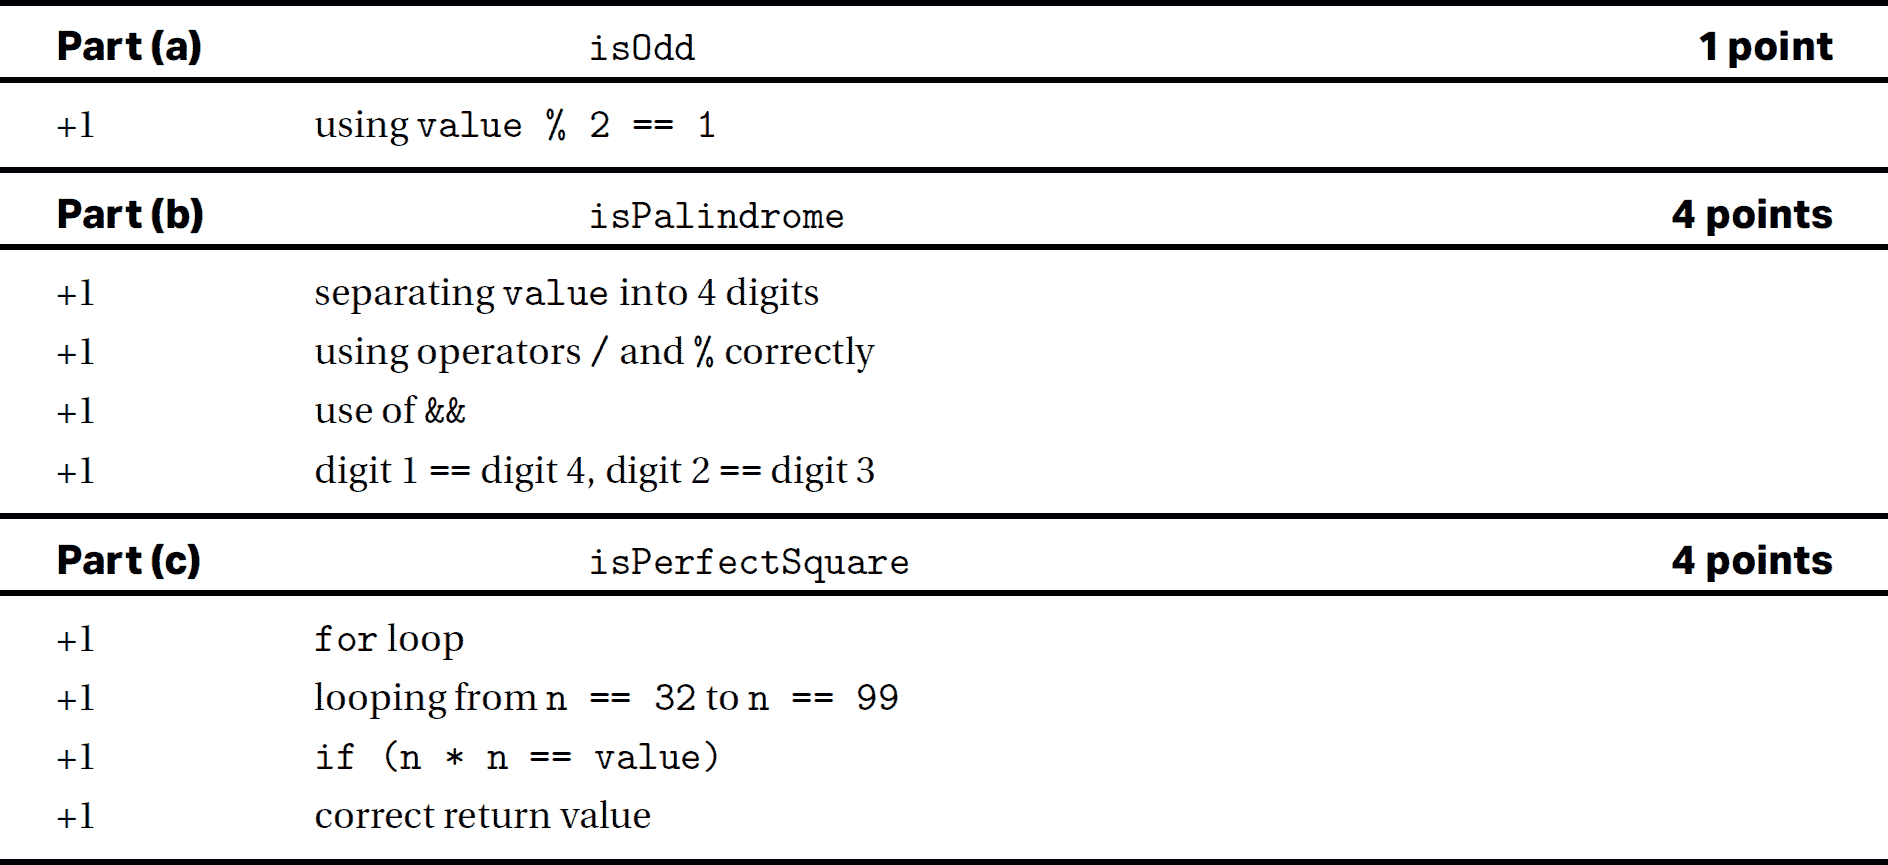 Part (a) isOdd 1 point
+1 using value % 2 == 1
Part (b) isPalindrome 4 points
+1 separating value into 4 digits
+1 using operators / and % correctly
+1 use of &&
+1 digit 1 == digit 4, digit 2 == digit 3
Part (c) isPerfectSquare 4 points
+1 for loop
+1 looping from n == 32 to n == 99
+1 if (n * n == value)
+1 correct return value